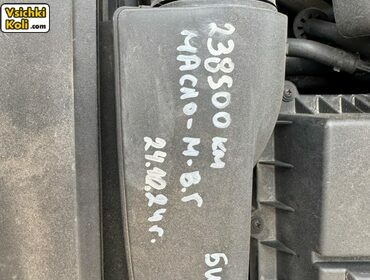 Vsichki
Koli.com
238500 км
МАСЛО-М.В.Г
24.10.24г.